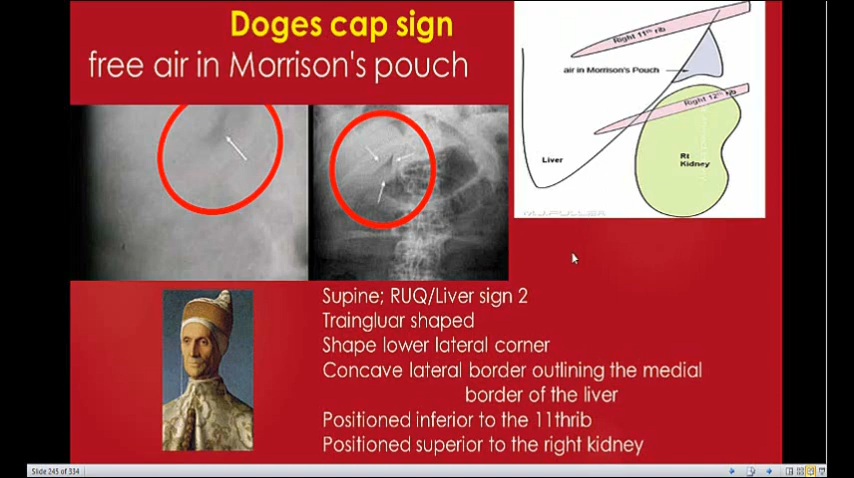 Doges cap sign
free air in Morrison's pouch
Right 11th rib
air in Morrison's Pouch
Right 12th rib
Liver
Rt
Kidney
M.J.FULLER
Supine; RUQ/Liver sign 2
Traingluar shaped
Shape lower lateral corner
Concave lateral border outlining the medial
border of the liver
Positioned inferior to the 11thrib
Positioned superior to the right kidney
Slide 245 of 334